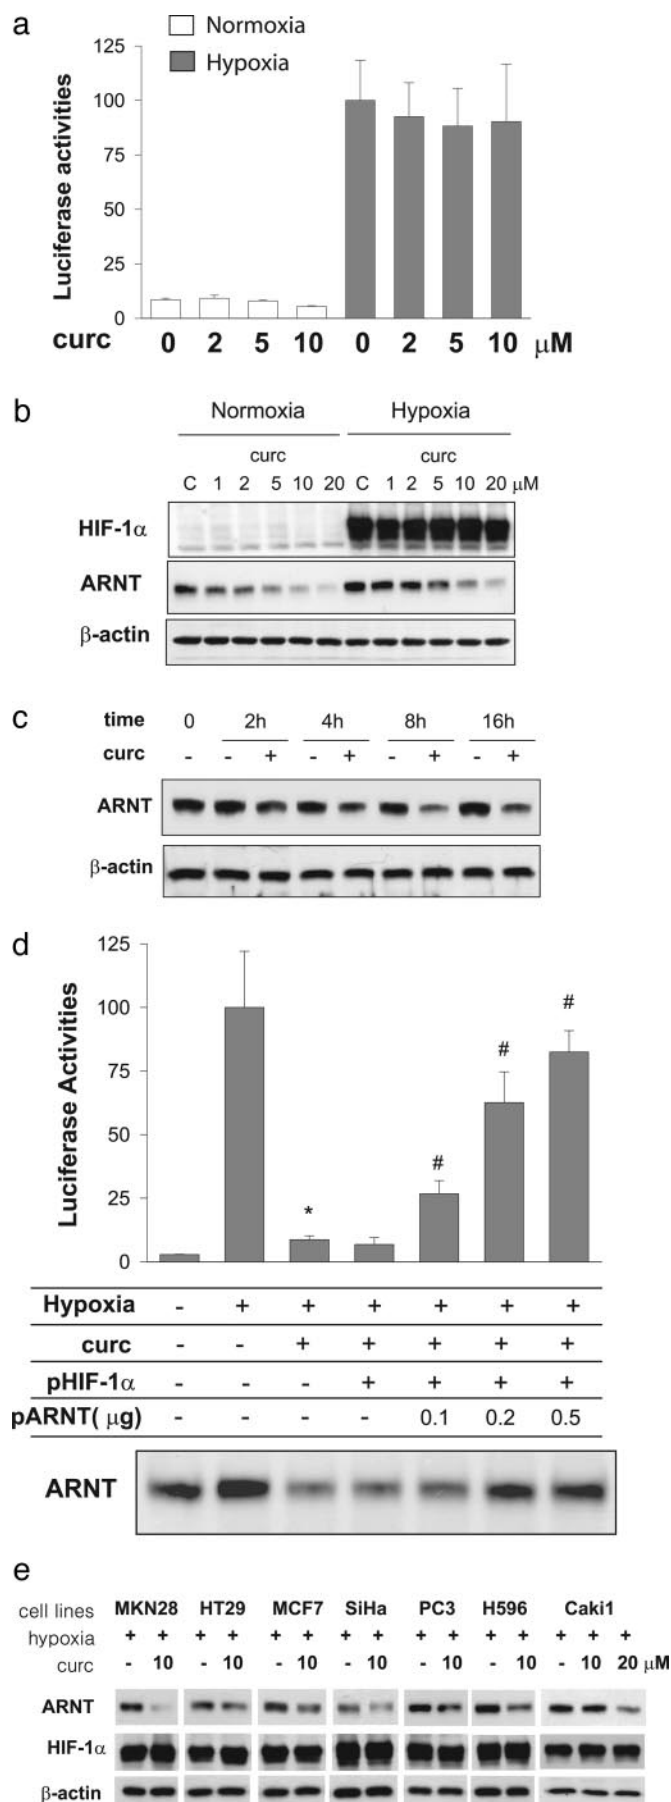 a
Normoxia
Hypoxia
Luciferase activities
125
100
75
50
25
0
curc 0 2 5 10 0 2 5 10 μM
b
Normoxia Hypoxia
curc curc
C 1 2 5 10 20 C 1 2 5 10 20 μM
HIF-1α
ARNT
β-actin
c
time 0 2h 4h 8h 16h
curc - - + - + - + - +
ARNT
β-actin
d
Luciferase Activities
125
100
75
50
25
0
* # # #
Hypoxia - + + + + + +
curc - - + + + + +
pHIF-1α - - - + + + +
pARNT( μg) - - - - 0.1 0.2 0.5
ARNT
e
cell lines MKN28 HT29 MCF7 SiHa PC3 H596 Caki1
hypoxia + + + + + + + + + + + + + + +
curc - 10 - 10 - 10 - 10 - 10 - 10 - 10 20 μM
ARNT
HIF-1α
β-actin